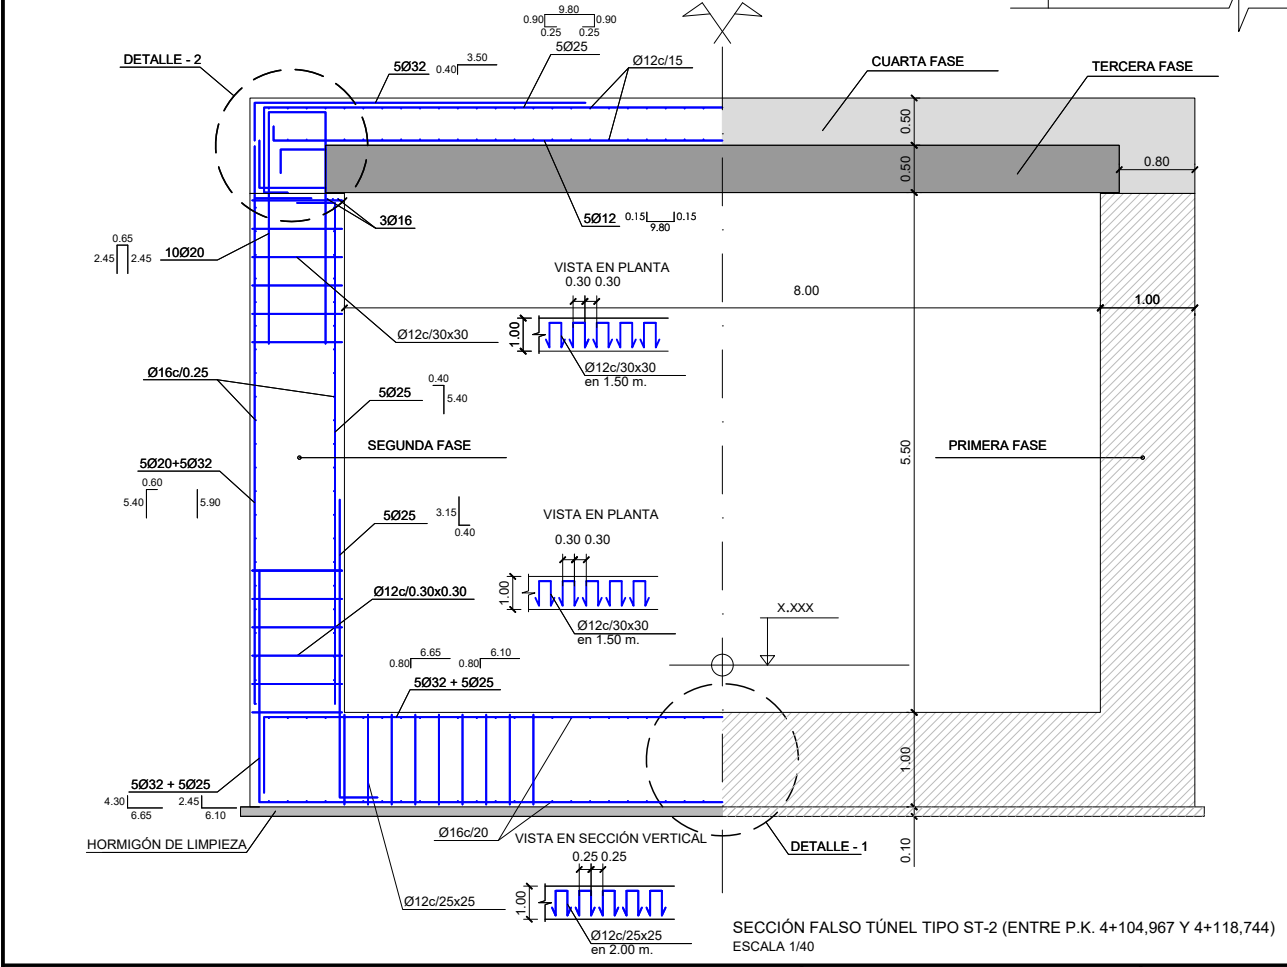 9.80
0.90 0.90
0.25 0.25
5Ø25
DETALLE - 2
5Ø32
0.40 3.50
Ø12c/15
CUARTA FASE
TERCERA FASE
0.50
0.50
0.80
3Ø16
5Ø12
0.15 0.15
9.80
0.65
2.45 2.45
10Ø20
VISTA EN PLANTA
0.30 0.30
1.00
Ø12c/30x30
en 1.50 m.
8.00
1.00
Ø12c/30x30
Ø16c/0.25
5Ø25
0.40
5.40
SEGUNDA FASE
PRIMERA FASE
5.50
5Ø20+5Ø32
0.60
5.40 5.90
5Ø25
3.15
0.40
VISTA EN PLANTA
0.30 0.30
1.00
Ø12c/30x30
en 1.50 m.
Ø12c/0.30x0.30
X.XXX
6.65 6.10
0.80 0.80
5Ø32 + 5Ø25
1.00
5Ø32 + 5Ø25
4.30 2.45
6.65 6.10
HORMIGÓN DE LIMPIEZA
Ø16c/20
VISTA EN SECCIÓN VERTICAL
0.25 0.25
1.00
Ø12c/25x25
en 2.00 m.
Ø12c/25x25
DETALLE - 1
0.10
SECCIÓN FALSO TÚNEL TIPO ST-2 (ENTRE P.K. 4+104,967 Y 4+118,744)
ESCALA 1/40